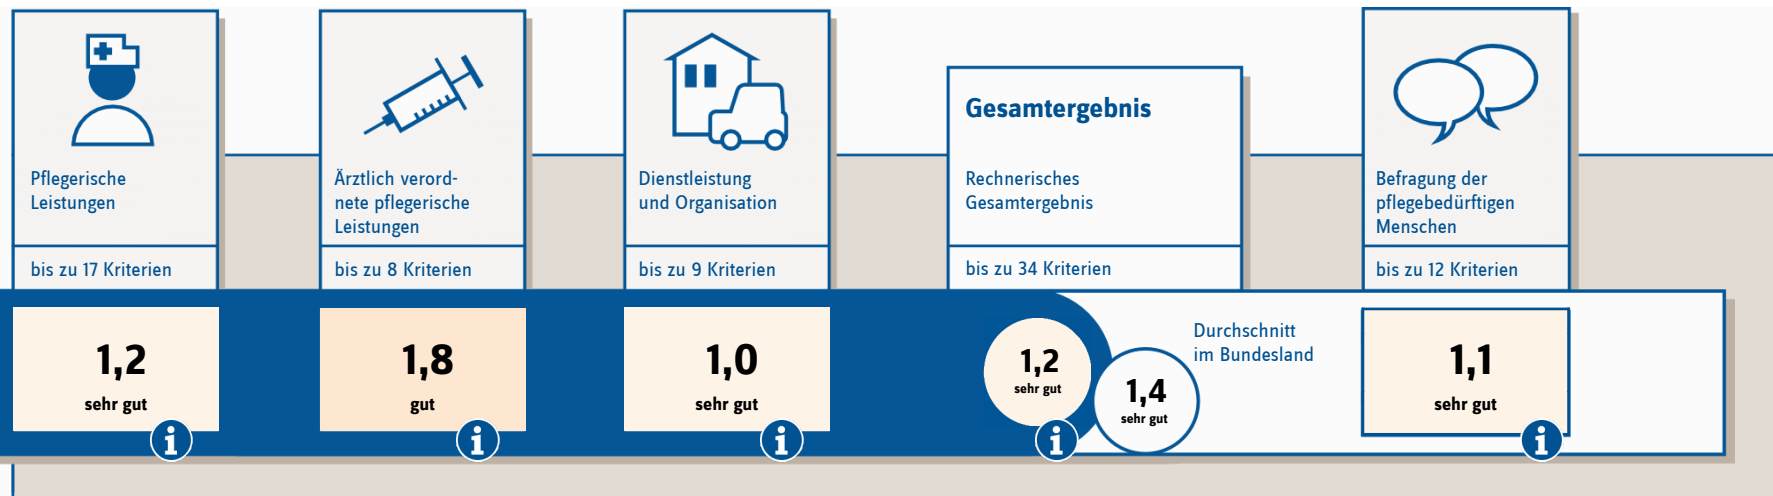 Pflegerische
Leistungen
bis zu 17 Kriterien
1,2
sehr gut
i
Ärztlich verord-
nete pflegerische
Leistungen
bis zu 8 Kriterien
1,8
gut
i
Dienstleistung
und Organisation
bis zu 9 Kriterien
1,0
sehr gut
i
Gesamtergebnis
Rechnerisches
Gesamtergebnis
bis zu 34 Kriterien
1,2
sehr gut
i
1,4
sehr gut
Durchschnitt
im Bundesland
Befragung der
pflegebedürftigen
Menschen
bis zu 12 Kriterien
1,1
sehr gut
i